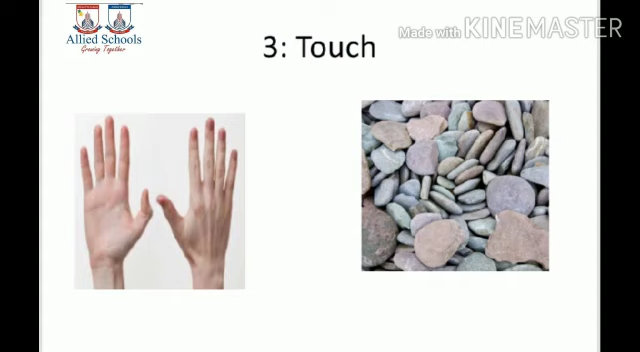 Allied Schools
Growing Together
3: Touch
Made with KINEMASTER